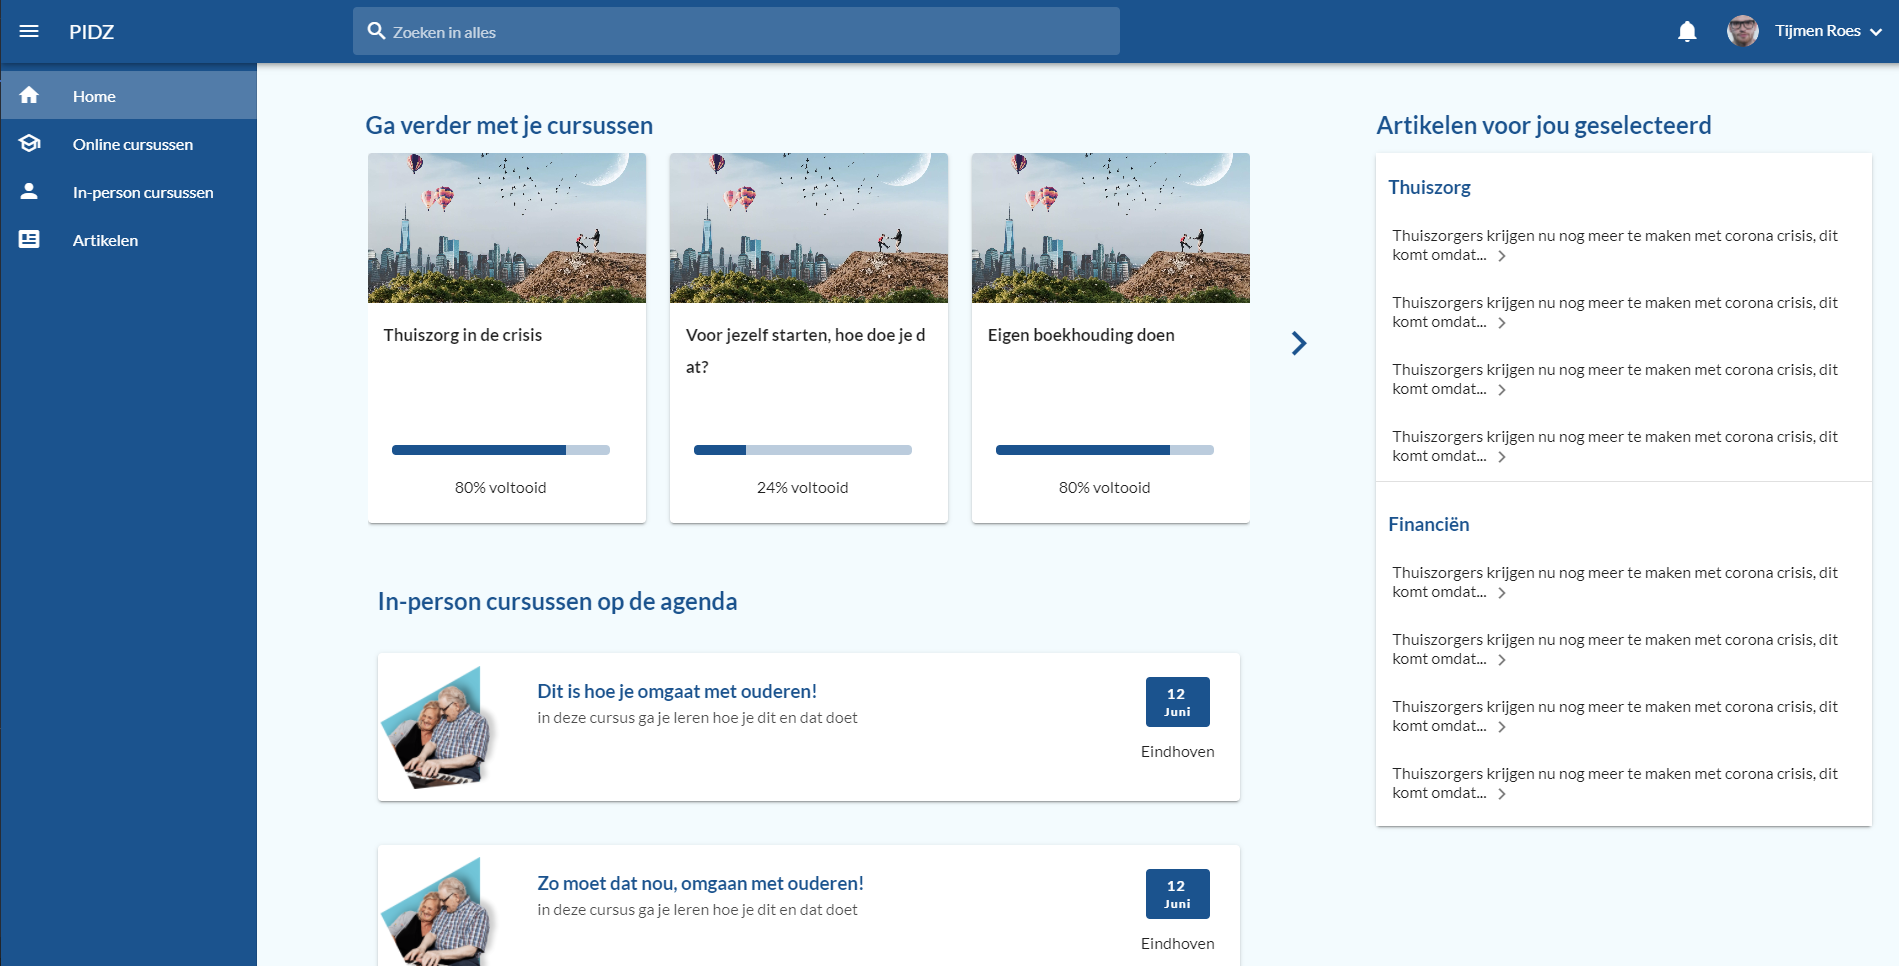 PIDZ
Zoeken in alles
Tijmen Roes
Home
Online cursussen
In-person cursussen
Artikelen
Ga verder met je cursussen
Thuiszorg in de crisis
80% voltooid
Voor jezelf starten, hoe doe je d
at?
24% voltooid
Eigen boekhouding doen
80% voltooid
In-person cursussen op de agenda
Dit is hoe je omgaat met ouderen!
in deze cursus ga je leren hoe je dit en dat doet
12
Juni
Eindhoven
Zo moet dat nou, omgaan met ouderen!
in deze cursus ga je leren hoe je dit en dat doet
12
Juni
Eindhoven
Artikelen voor jou geselecteerd
Thuiszorg
Thuiszorgers krijgen nu nog meer te maken met corona crisis, dit
komt omdat...
Thuiszorgers krijgen nu nog meer te maken met corona crisis, dit
komt omdat...
Thuiszorgers krijgen nu nog meer te maken met corona crisis, dit
komt omdat...
Thuiszorgers krijgen nu nog meer te maken met corona crisis, dit
komt omdat...
Financiën
Thuiszorgers krijgen nu nog meer te maken met corona crisis, dit
komt omdat...
Thuiszorgers krijgen nu nog meer te maken met corona crisis, dit
komt omdat...
Thuiszorgers krijgen nu nog meer te maken met corona crisis, dit
komt omdat...
Thuiszorgers krijgen nu nog meer te maken met corona crisis, dit
komt omdat...